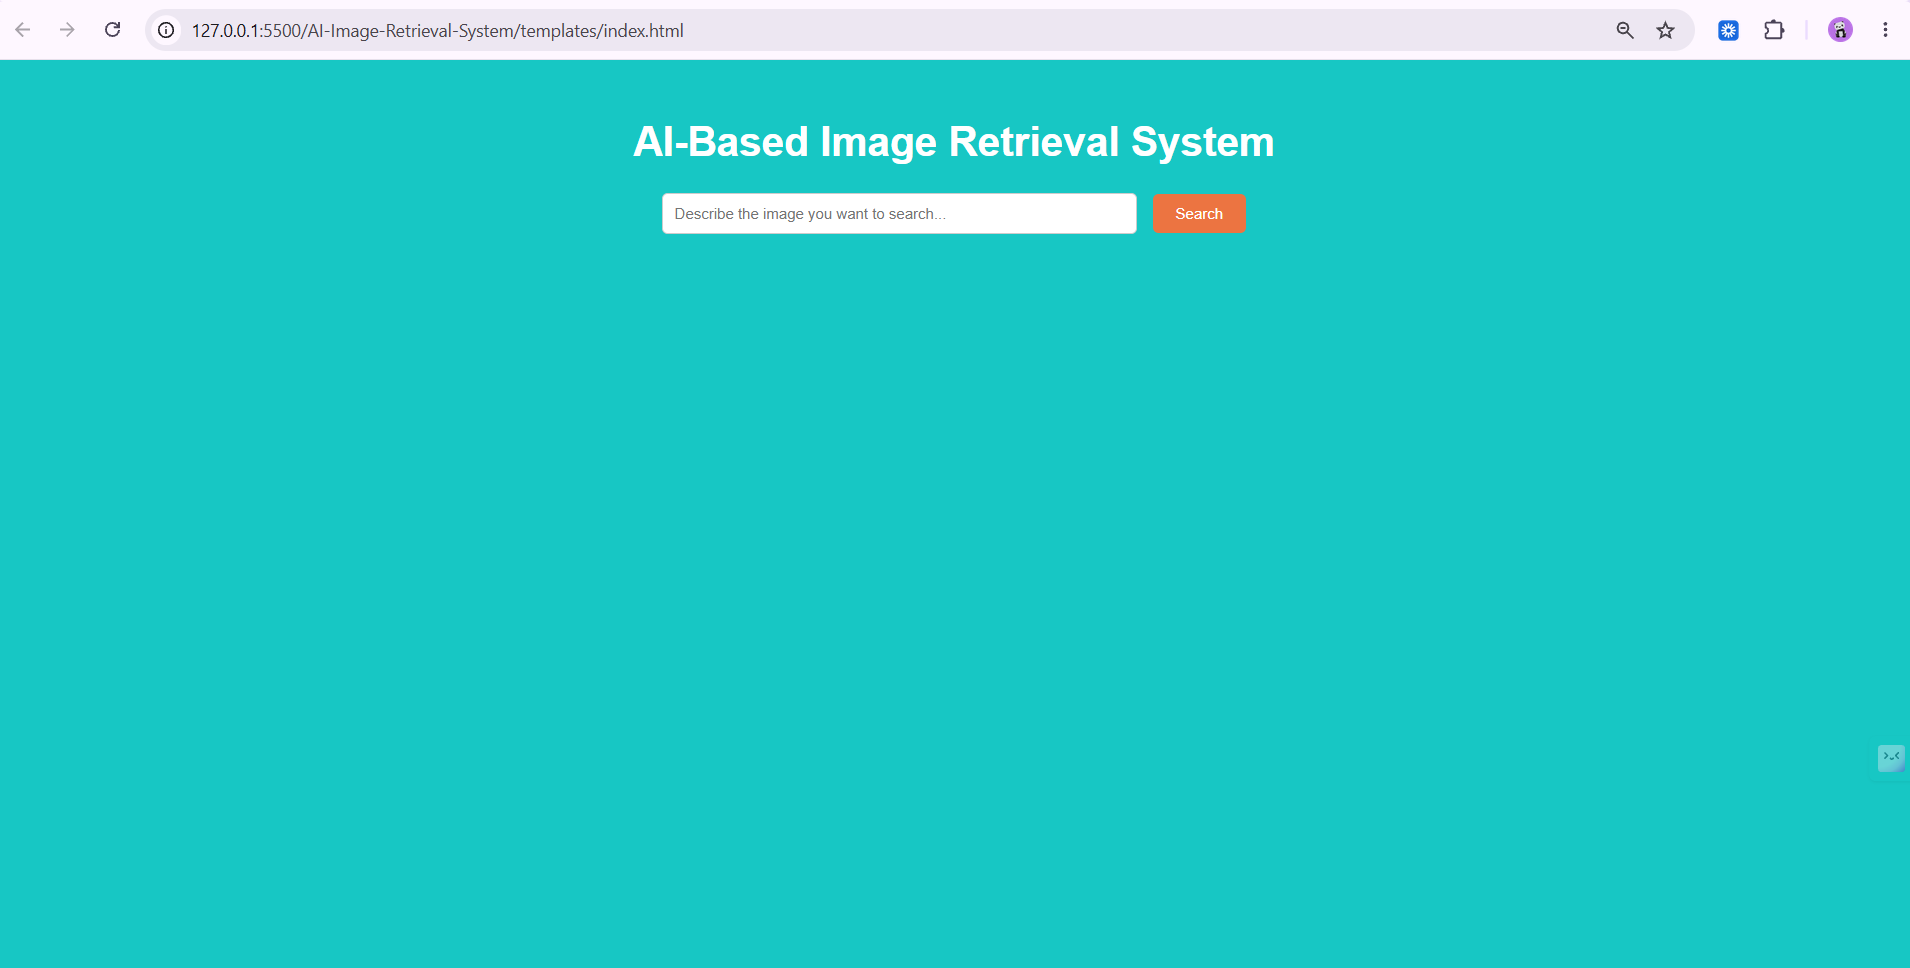 127.0.0.1:5500/AI-Image-Retrieval-System/templates/index.html
AI-Based Image Retrieval System
Describe the image you want to search...
Search